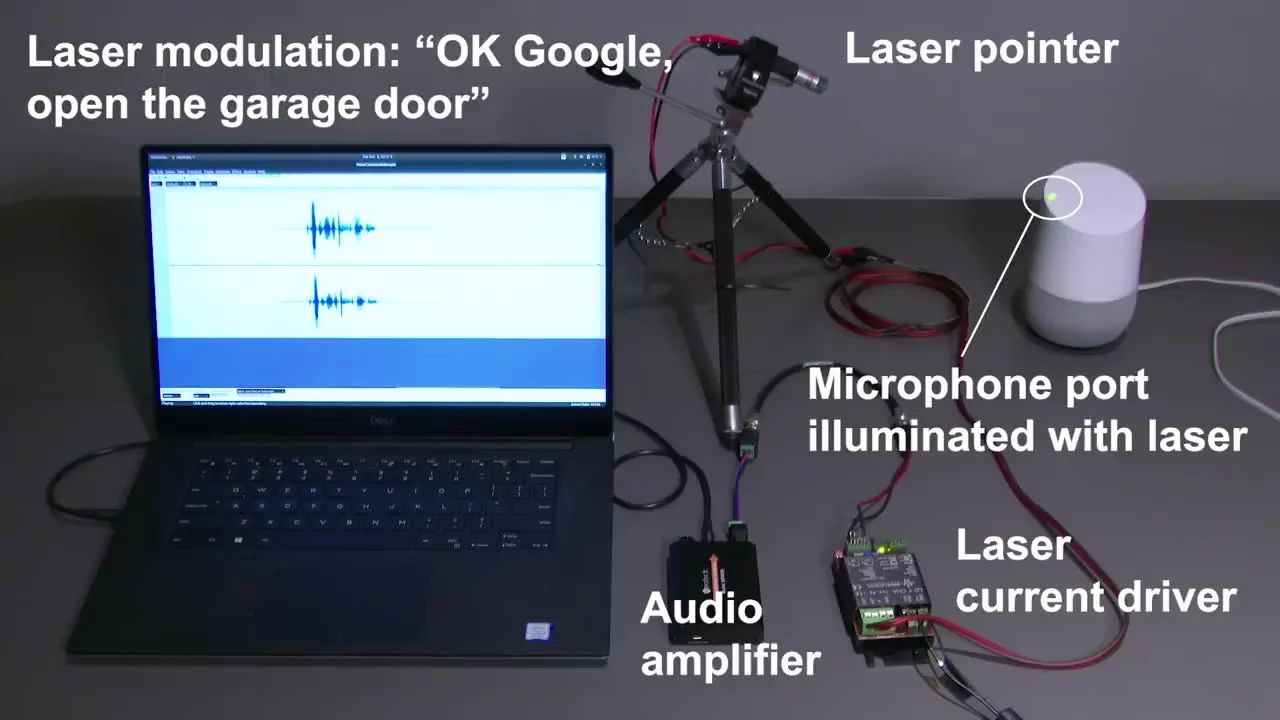 Laser modulation: “OK Google,
open the garage door”
Laser pointer
Microphone port
illuminated with laser
Laser
current driver
Audio
amplifier
DELL